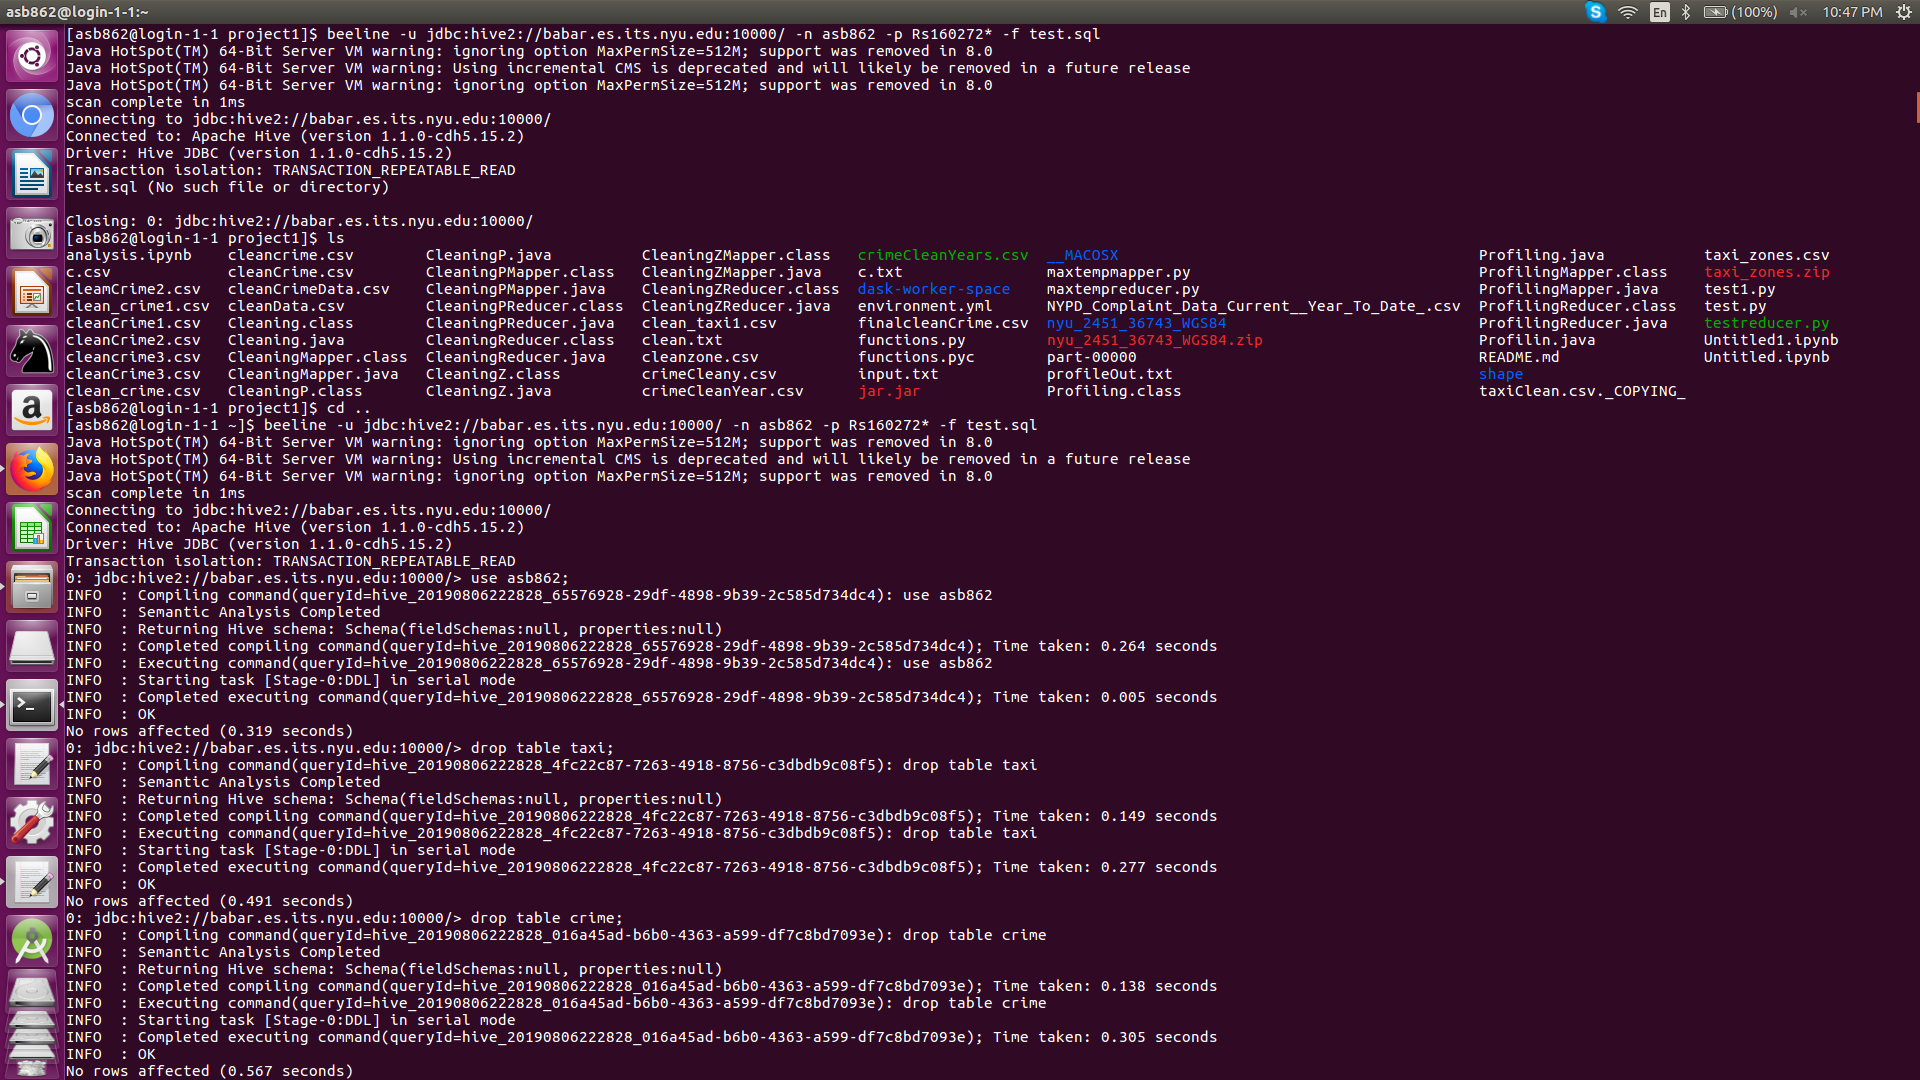 asb862@login-1-1:~
En
(100%)
10:47 PM
[asb862@login-1-1 project1]$ beeline -u jdbc:hive2://babar.es.its.nyu.edu:10000/ -n asb862 -p Rs160272* -f test.sql
Java HotSpot(TM) 64-Bit Server VM warning: ignoring option MaxPermSize=512M; support was removed in 8.0
Java HotSpot(TM) 64-Bit Server VM warning: Using incremental CMS is deprecated and will likely be removed in a future release
Java HotSpot(TM) 64-Bit Server VM warning: ignoring option MaxPermSize=512M; support was removed in 8.0
scan complete in 1ms
Connecting to jdbc:hive2://babar.es.its.nyu.edu:10000/
Connected to: Apache Hive (version 1.1.0-cdh5.15.2)
Driver: Hive JDBC (version 1.1.0-cdh5.15.2)
Transaction isolation: TRANSACTION_REPEATABLE_READ
test.sql (No such file or directory)
Closing: 0: jdbc:hive2://babar.es.its.nyu.edu:10000/
[asb862@login-1-1 project1]$ ls
analysis.ipynb cleancrime.csv CleaningP.java CleaningZMapper.class crimeCleanYears.csv __MACOSX Profiling.java taxi_zones.csv
c.csv cleanCrime.csv CleaningPMapper.class CleaningZMapper.java c.txt maxtempmapper.py ProfilingMapper.class taxi_zones.zip
cleamCrime2.csv cleanCrimeData.csv CleaningPMapper.java CleaningZReducer.class dask-worker-space maxtempreducer.py ProfilingMapper.java test1.py
clean_crime1.csv cleanData.csv CleaningPReducer.class CleaningZReducer.java environment.yml NYPD_Complaint_Data_Current__Year_To_Date_.csv ProfilingReducer.class test.py
cleanCrime1.csv Cleaning.class CleaningPReducer.java clean_taxi1.csv finalcleanCrime.csv nyu_2451_36743_WGS84 ProfilingReducer.java testreducer.py
cleanCrime2.csv Cleaning.java CleaningReducer.class clean.txt functions.py nyu_2451_36743_WGS84.zip Profilin.java Untitled1.ipynb
cleancrime3.csv CleaningMapper.class CleaningReducer.java cleanzone.csv functions.pyc part-00000 README.md Untitled.ipynb
cleanCrime3.csv CleaningMapper.java CleaningZ.class crimeCleany.csv input.txt profileOut.txt shape
clean_crime.csv CleaningP.class CleaningZ.java crimeCleanYear.csv jar.jar Profiling.class taxiClean.csv._COPYING_
[asb862@login-1-1 project1]$ cd ..
[asb862@login-1-1 ~]$ beeline -u jdbc:hive2://babar.es.its.nyu.edu:10000/ -n asb862 -p Rs160272* -f test.sql
Java HotSpot(TM) 64-Bit Server VM warning: ignoring option MaxPermSize=512M; support was removed in 8.0
Java HotSpot(TM) 64-Bit Server VM warning: Using incremental CMS is deprecated and will likely be removed in a future release
Java HotSpot(TM) 64-Bit Server VM warning: ignoring option MaxPermSize=512M; support was removed in 8.0
scan complete in 1ms
Connecting to jdbc:hive2://babar.es.its.nyu.edu:10000/
Connected to: Apache Hive (version 1.1.0-cdh5.15.2)
Driver: Hive JDBC (version 1.1.0-cdh5.15.2)
Transaction isolation: TRANSACTION_REPEATABLE_READ
0: jdbc:hive2://babar.es.its.nyu.edu:10000/> use asb862;
INFO  : Compiling command(queryId=hive_20190806222828_65576928-29df-4898-9b39-2c585d734dc4): use asb862
INFO  : Semantic Analysis Completed
INFO  : Returning Hive schema: Schema(fieldSchemas:null, properties:null)
INFO  : Completed compiling command(queryId=hive_20190806222828_65576928-29df-4898-9b39-2c585d734dc4); Time taken: 0.264 seconds
INFO  : Executing command(queryId=hive_20190806222828_65576928-29df-4898-9b39-2c585d734dc4): use asb862
INFO  : Starting task [Stage-0:DDL] in serial mode
INFO  : Completed executing command(queryId=hive_20190806222828_65576928-29df-4898-9b39-2c585d734dc4); Time taken: 0.005 seconds
INFO  : OK
No rows affected (0.319 seconds)
0: jdbc:hive2://babar.es.its.nyu.edu:10000/> drop table taxi;
INFO  : Compiling command(queryId=hive_20190806222828_4fc22c87-7263-4918-8756-c3dbdb9c08f5): drop table taxi
INFO  : Semantic Analysis Completed
INFO  : Returning Hive schema: Schema(fieldSchemas:null, properties:null)
INFO  : Completed compiling command(queryId=hive_20190806222828_4fc22c87-7263-4918-8756-c3dbdb9c08f5); Time taken: 0.149 seconds
INFO  : Executing command(queryId=hive_20190806222828_4fc22c87-7263-4918-8756-c3dbdb9c08f5): drop table taxi
INFO  : Starting task [Stage-0:DDL] in serial mode
INFO  : Completed executing command(queryId=hive_20190806222828_4fc22c87-7263-4918-8756-c3dbdb9c08f5); Time taken: 0.277 seconds
INFO  : OK
No rows affected (0.491 seconds)
0: jdbc:hive2://babar.es.its.nyu.edu:10000/> drop table crime;
INFO  : Compiling command(queryId=hive_20190806222828_016a45ad-b6b0-4363-a599-df7c8bd7093e): drop table crime
INFO  : Semantic Analysis Completed
INFO  : Returning Hive schema: Schema(fieldSchemas:null, properties:null)
INFO  : Completed compiling command(queryId=hive_20190806222828_016a45ad-b6b0-4363-a599-df7c8bd7093e); Time taken: 0.138 seconds
INFO  : Executing command(queryId=hive_20190806222828_016a45ad-b6b0-4363-a599-df7c8bd7093e): drop table crime
INFO  : Starting task [Stage-0:DDL] in serial mode
INFO  : Completed executing command(queryId=hive_20190806222828_016a45ad-b6b0-4363-a599-df7c8bd7093e); Time taken: 0.305 seconds
INFO  : OK
No rows affected (0.567 seconds)